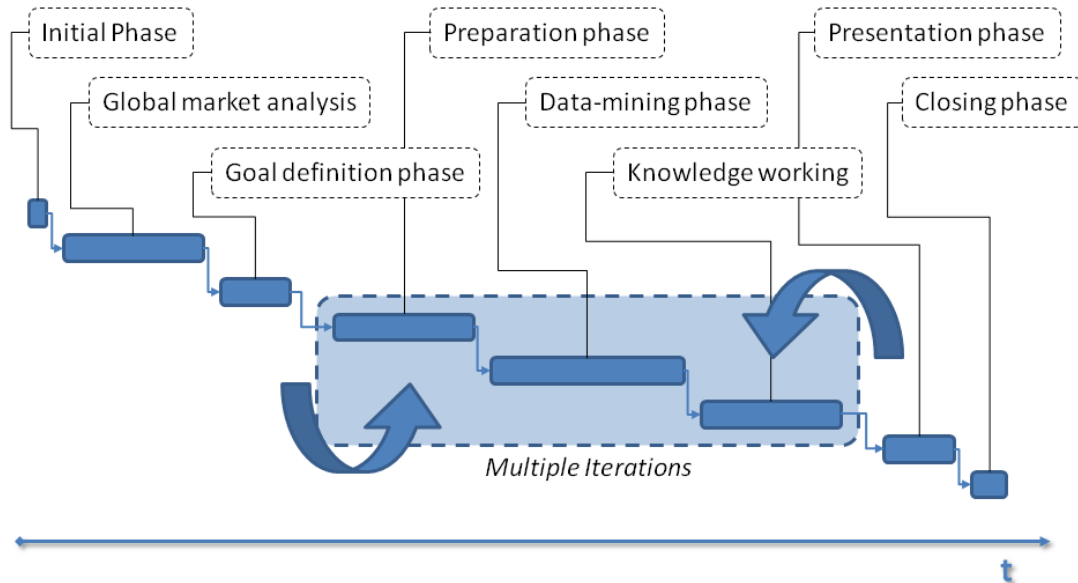 Initial Phase
Preparation phase
Presentation phase
Global market analysis
Data-mining phase
Closing phase
Goal definition phase
Knowledge working
Multiple Iterations
t